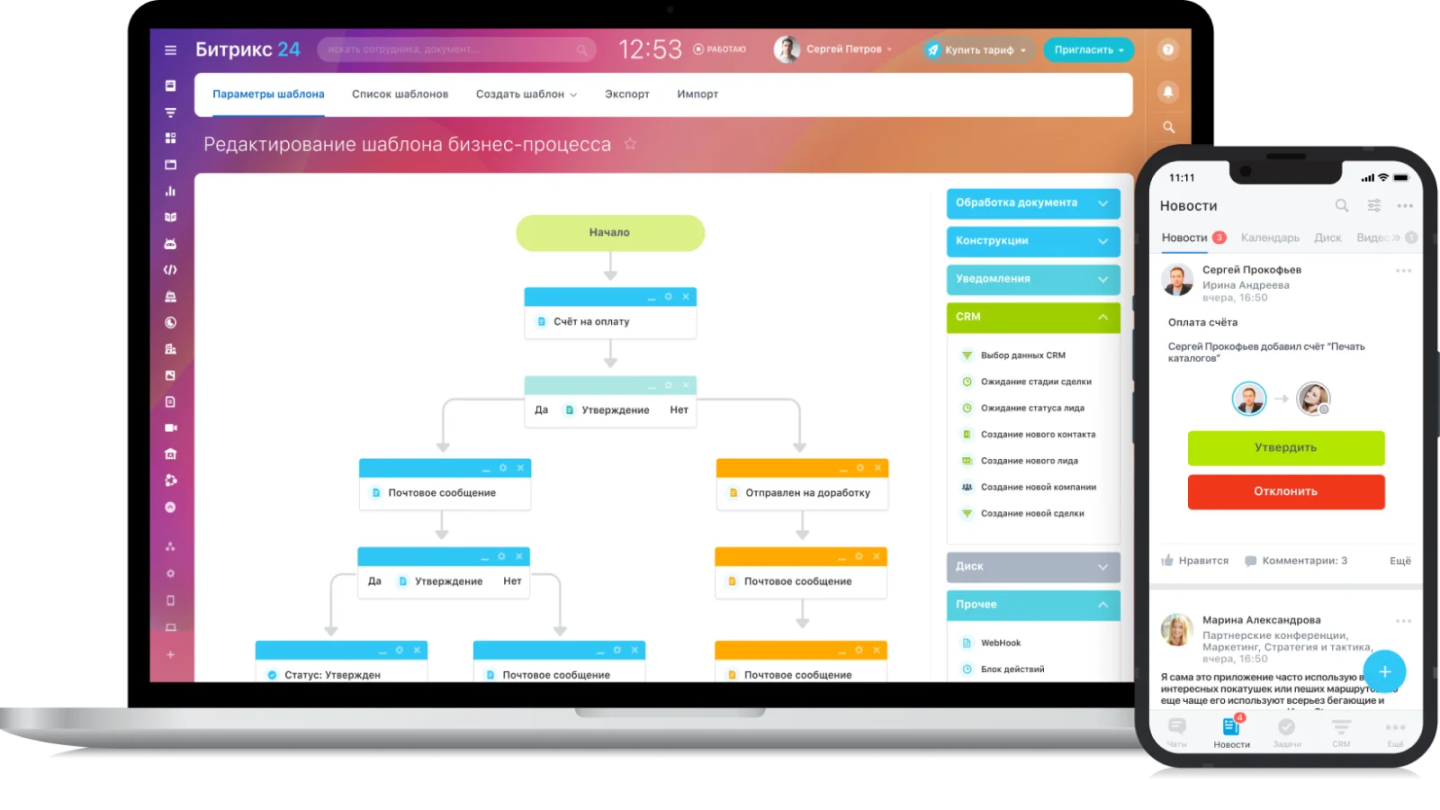 Битрикс 24
искать сотрудника, документ...
12:53
РАБОТАЮ
Сергей Петров
Купить тариф
Пригласить
Параметры шаблона
Список шаблонов
Создать шаблон
Экспорт
Импорт
Редактирование шаблона бизнес-процесса
Начало
Счёт на оплату
Да
Утверждение
Нет
Почтовое сообщение
Отправлен на доработку
Да
Утверждение
Нет
Почтовое сообщение
Статус: Утвержден
Почтовое сообщение
Почтовое сообщение
Обработка документа
Конструкции
Уведомления
CRM
Выбор данных CRM
Ожидание стадии сделки
Ожидание статуса лида
Создание нового контакта
Создание нового лида
Создание новой компании
Создание новой сделки
Диск
Прочее
WebHook
Блок действий
11:11
Новости
Новости 3
Календарь
Диск
Видео
1
Сергей Прокофьев
Ирина Андреева
вчера, 16:50
Оплата счёта
Сергей Прокофьев добавил счёт "Печать
каталогов"
Утвердить
Отклонить
Нравится
Комментарии: 3
Ещё
Марина Александрова
Партнерские конференции,
Маркетинг, Стратегия и тактика,
вчера, 16:50
Я сама это приложение часто использую
интересных покатушек или пеших
еще чаще его используют всерьез бегающие и
4
Чаты
Новости
Задачи
CRM
Ещё